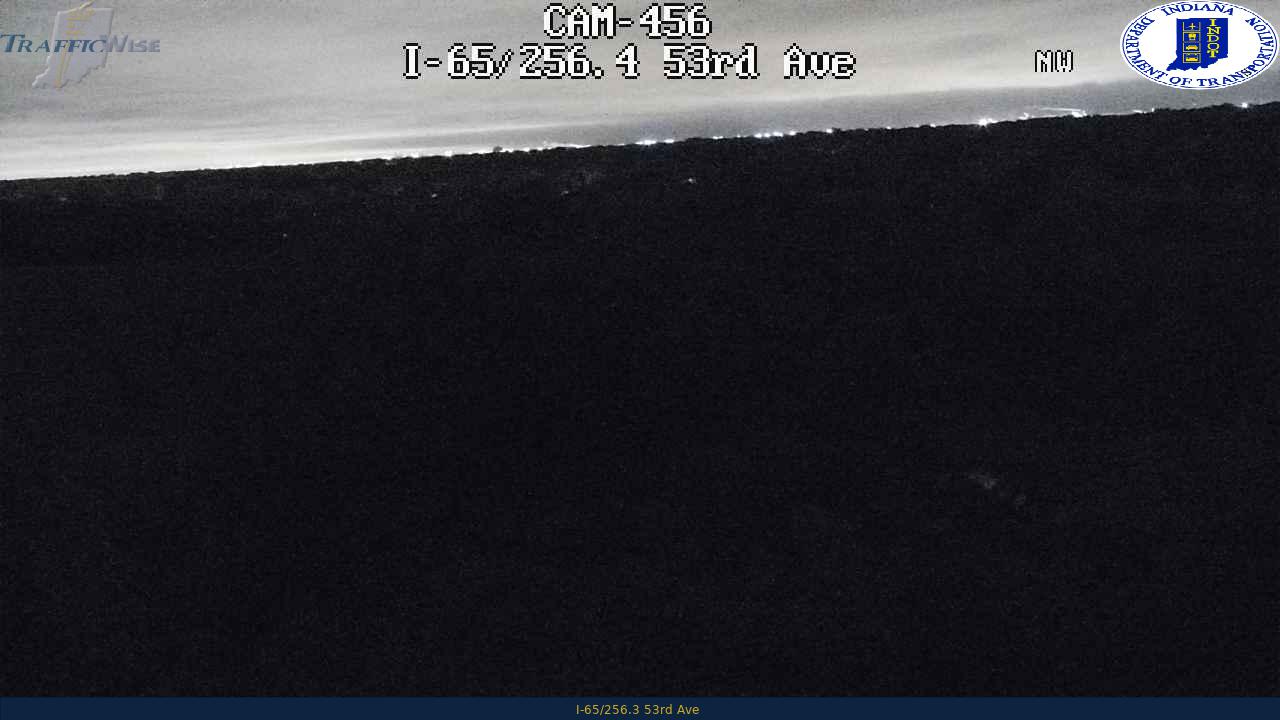 CAM-456
I-65/256.4 53rd Ave
NW
TRAFFICWISE
INDIANA
DEPARTMENT OF TRANSPORTATION
INDOT
I-65/256.3 53rd Ave